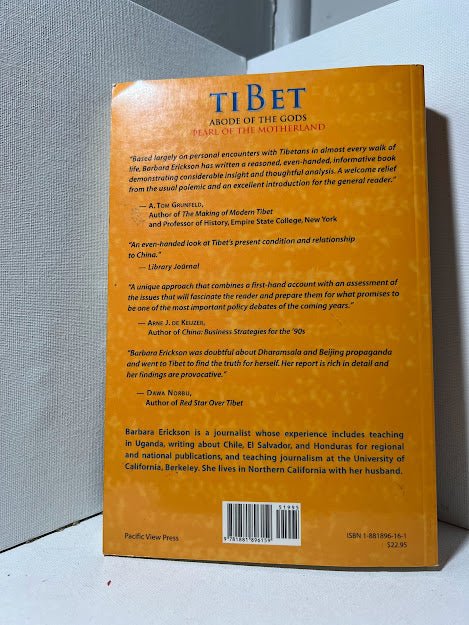 TIBET
ABODE OF THE GODS
PEARL OF THE MOTHERLAND
"Based largely on personal encounters with Tibetans in almost every walk of
life, Barbara Erickson has written a reasoned, even-handed, informative book
demonstrating considerable insight and thoughtful analysis. A welcome relief
from the usual polemic and an excellent introduction for the general reader."
— A. TOM GRUNFELD,
Author of The Making of Modern Tibet
and Professor of History, Empire State College, New York
"An even-handed look at Tibet's present condition and relationship
to China."
— Library Journal
"A unique approach that combines a first-hand account with an assessment of
the issues that will fascinate the reader and prepare them for what promises to
be one of the most important policy debates of the coming years."
— ARNE J. DE KEIJZER,
Author of China: Business Strategies for the '90s
"Barbara Erickson was doubtful about Dharamsala and Beijing propaganda
and went to Tibet to find the truth for herself. Her report is rich in detail and
her findings are provocative."
— DAWA NORBU,
Author of Red Star Over Tibet
Barbara Erickson is a journalist whose experience includes teaching
in Uganda, writing about Chile, El Salvador, and Honduras for regional
and national publications, and teaching journalism at the University of
California, Berkeley. She lives in Northern California with her husband.
51995
9 781881 896159
Pacific View Press
ISBN 1-881896-16-1
$22.95